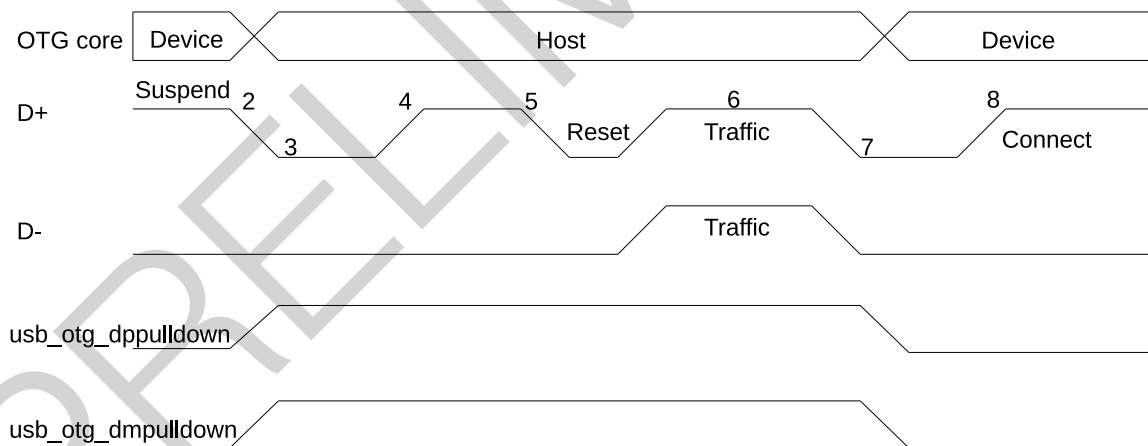 OTG core Device Host Device
Suspend 2 4 5 6 8
D+
3 Reset Traffic 7 Connect
D- Traffic
usb_otg_dppulldown
usb_otg_dmpulldown